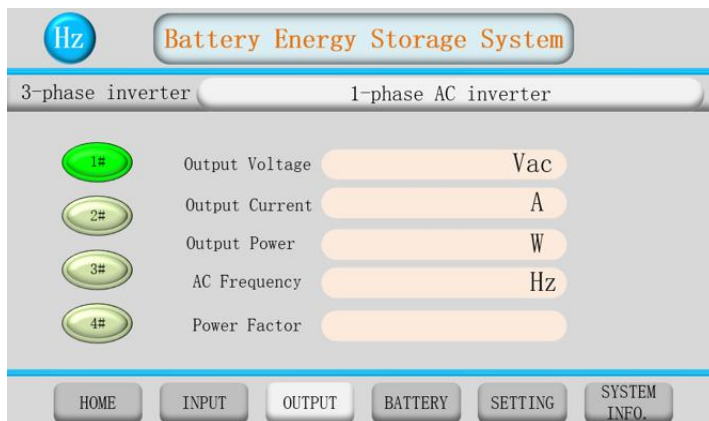 Hz
Battery Energy Storage System
3-phase inverter 1-phase AC inverter
1#
Output Voltage Vac
2#
Output Current A
Output Power W
3#
AC Frequency Hz
4#
Power Factor
HOME INPUT OUTPUT BATTERY SETTING SYSTEM INFO.